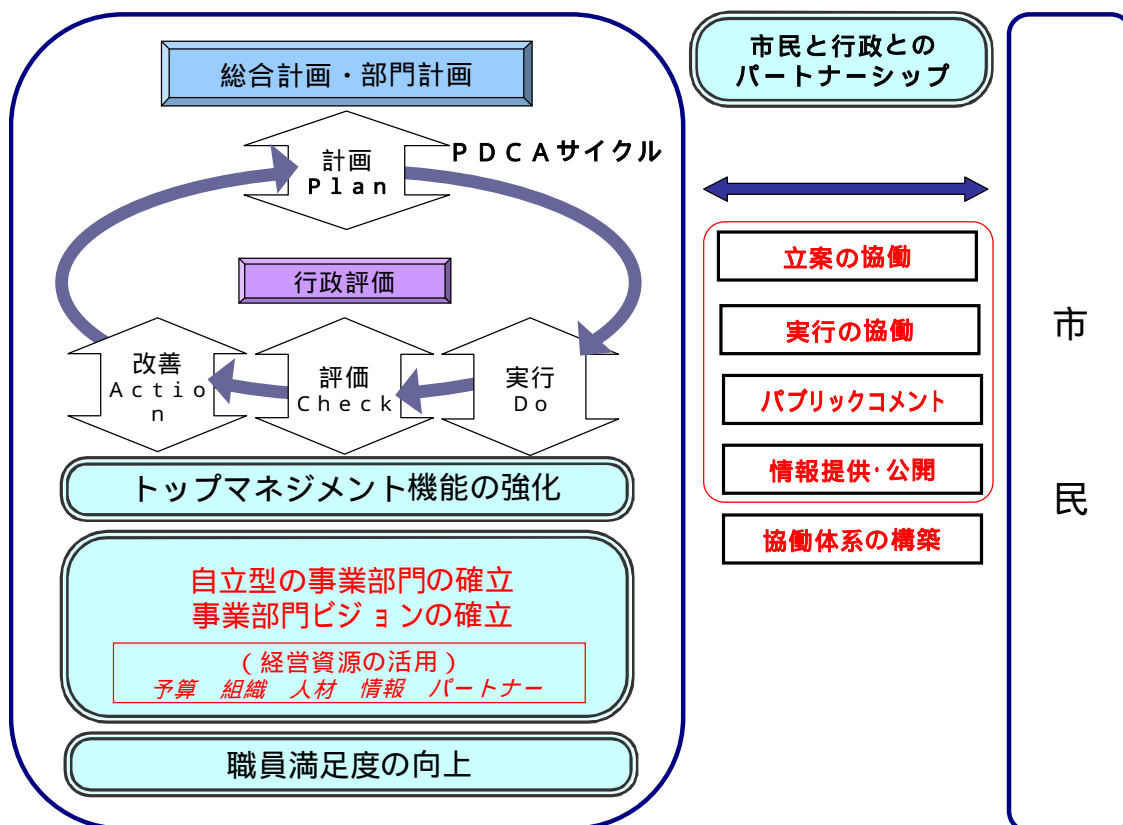 総合計画・部門計画
PDCAサイクル
計画
Plan
行政評価
改善
Actio
n
評価
Check
実行
Do
トップマネジメント機能の強化
自立型の事業部門の確立
事業部門ビジョンの確立
(経営資源の活用)
予算 組織 人材 情報 パートナー
職員満足度の向上
市民と行政との
パートナーシップ
立案の協働
実行の協働
パブリックコメント
情報提供・公開
協働体系の構築
市
民